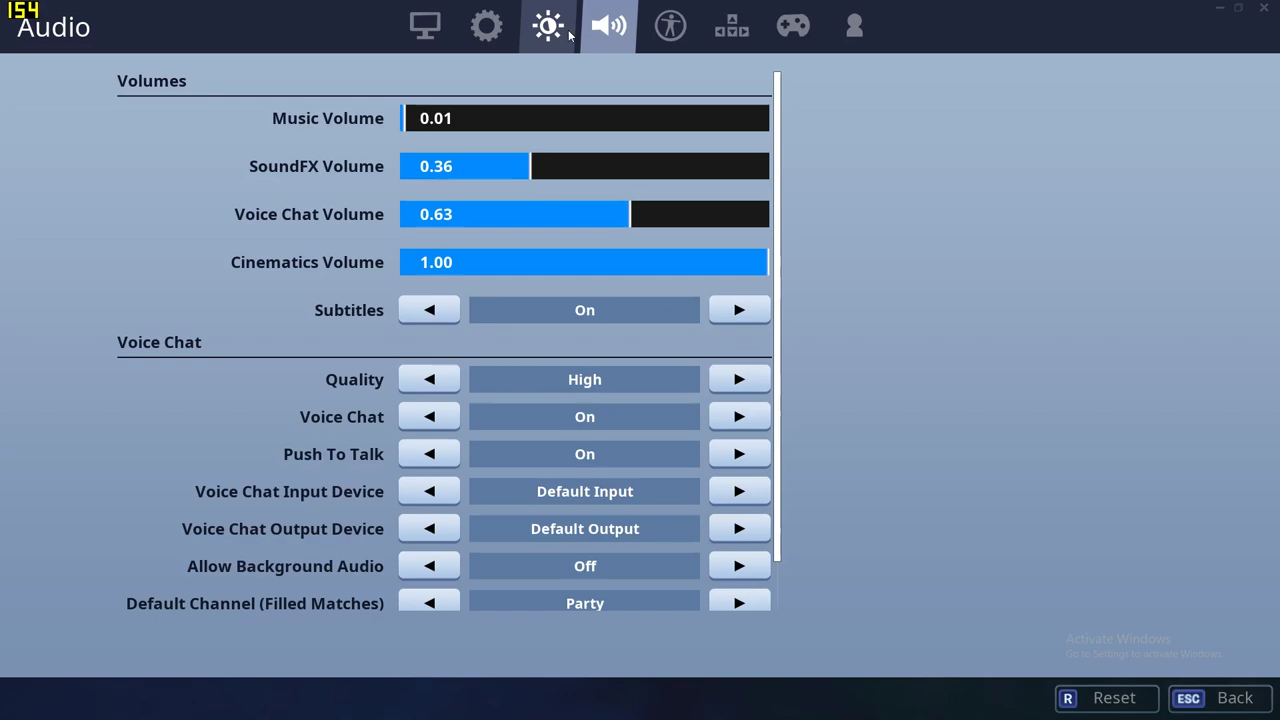 154
Audio
Volumes
Music Volume 0.01
SoundFX Volume 0.36
Voice Chat Volume 0.63
Cinematics Volume 1.00
Subtitles On
Voice Chat
Quality High
Voice Chat On
Push To Talk On
Voice Chat Input Device Default Input
Voice Chat Output Device Default Output
Allow Background Audio Off
Default Channel (Filled Matches) Party
Activate Windows
Go to Settings to activate Windows.
R Reset ESC Back